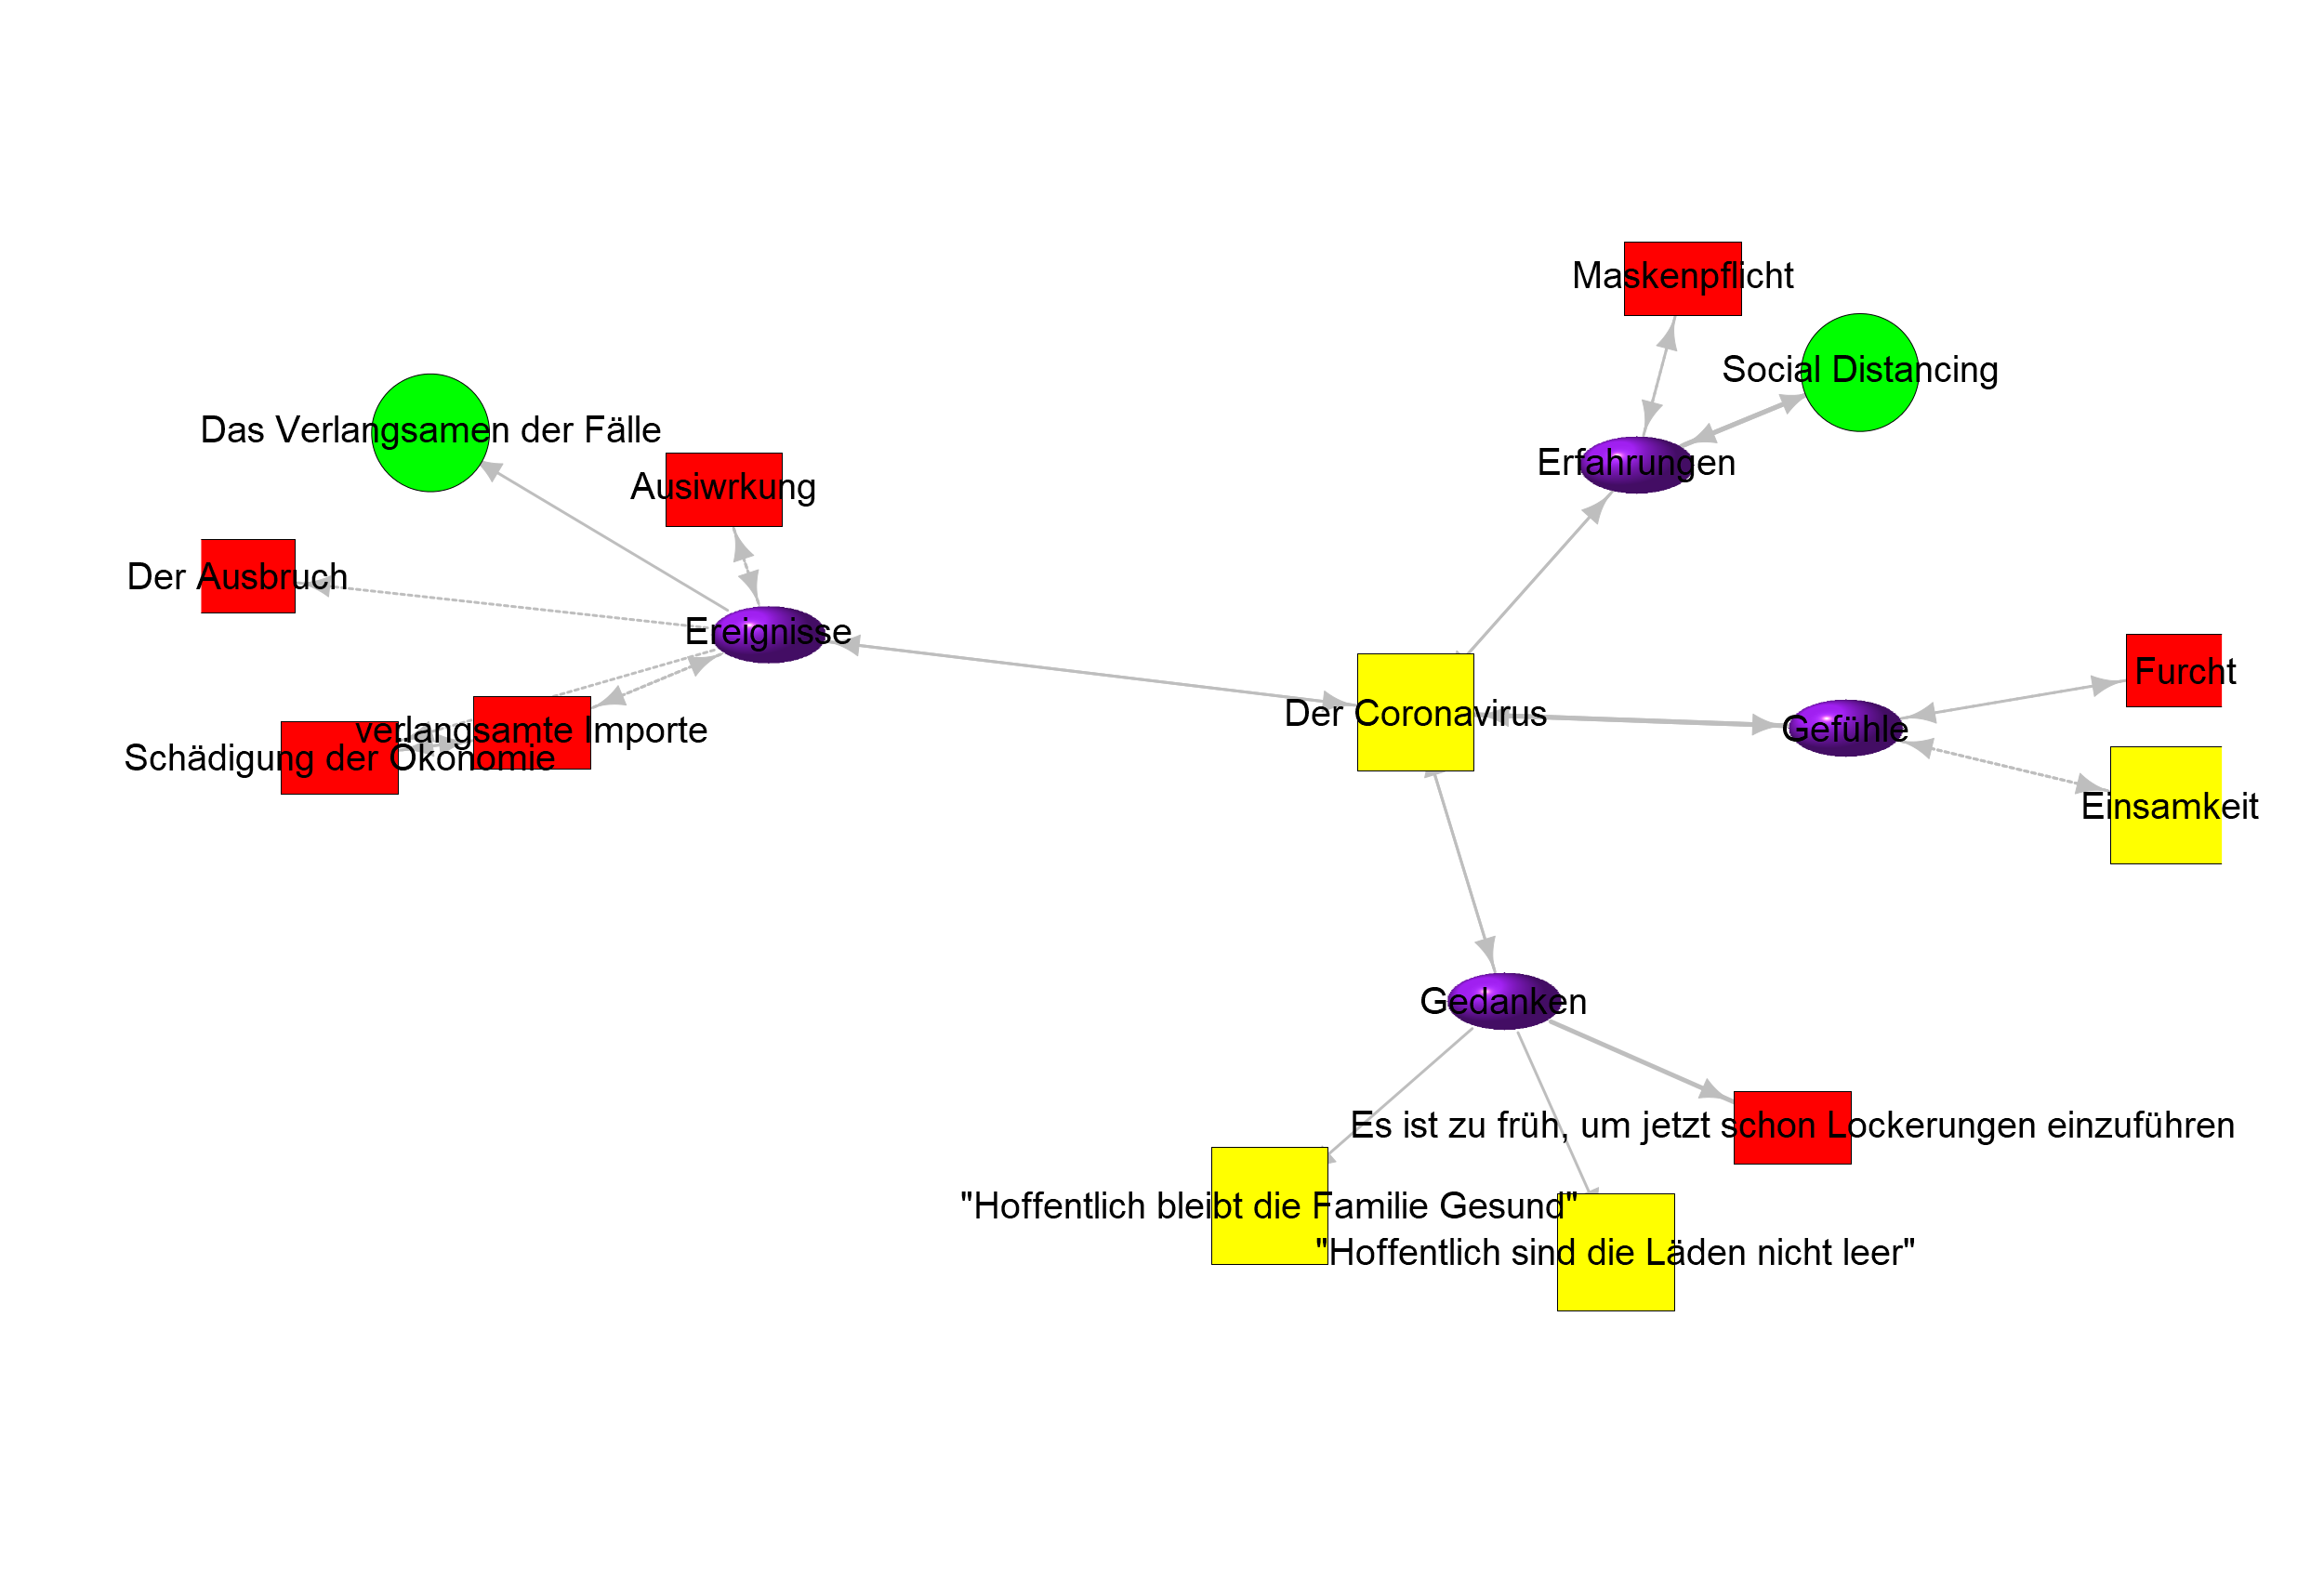 Maskenpflicht
Social Distancing
Das Verlangsamen der Fälle
Erfahrungen
Ausiwrkung
Der Ausbruch
Ereignisse
Furcht
Der Coronavirus
Gefühle
verlangsamte Importe
Schädigung der Ökonomie
Einsamkeit
Gedanken
Es ist zu früh, um jetzt schon Lockerungen einzuführen
"Hoffentlich bleibt die Familie Gesund"
"Hoffentlich sind die Läden nicht leer"